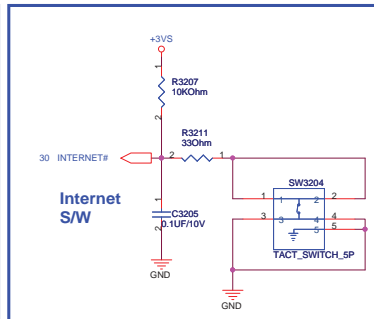 +3VS
1
R3207
10KOhm
2
R3211
33Ohm
30 INTERNET#
2
1
Internet
S/W
1
C3205
0.1UF/10V
2
GND
SW3204
1
1
2
2
3
3
4
4
5
5
TACT_SWITCH_5P
GND